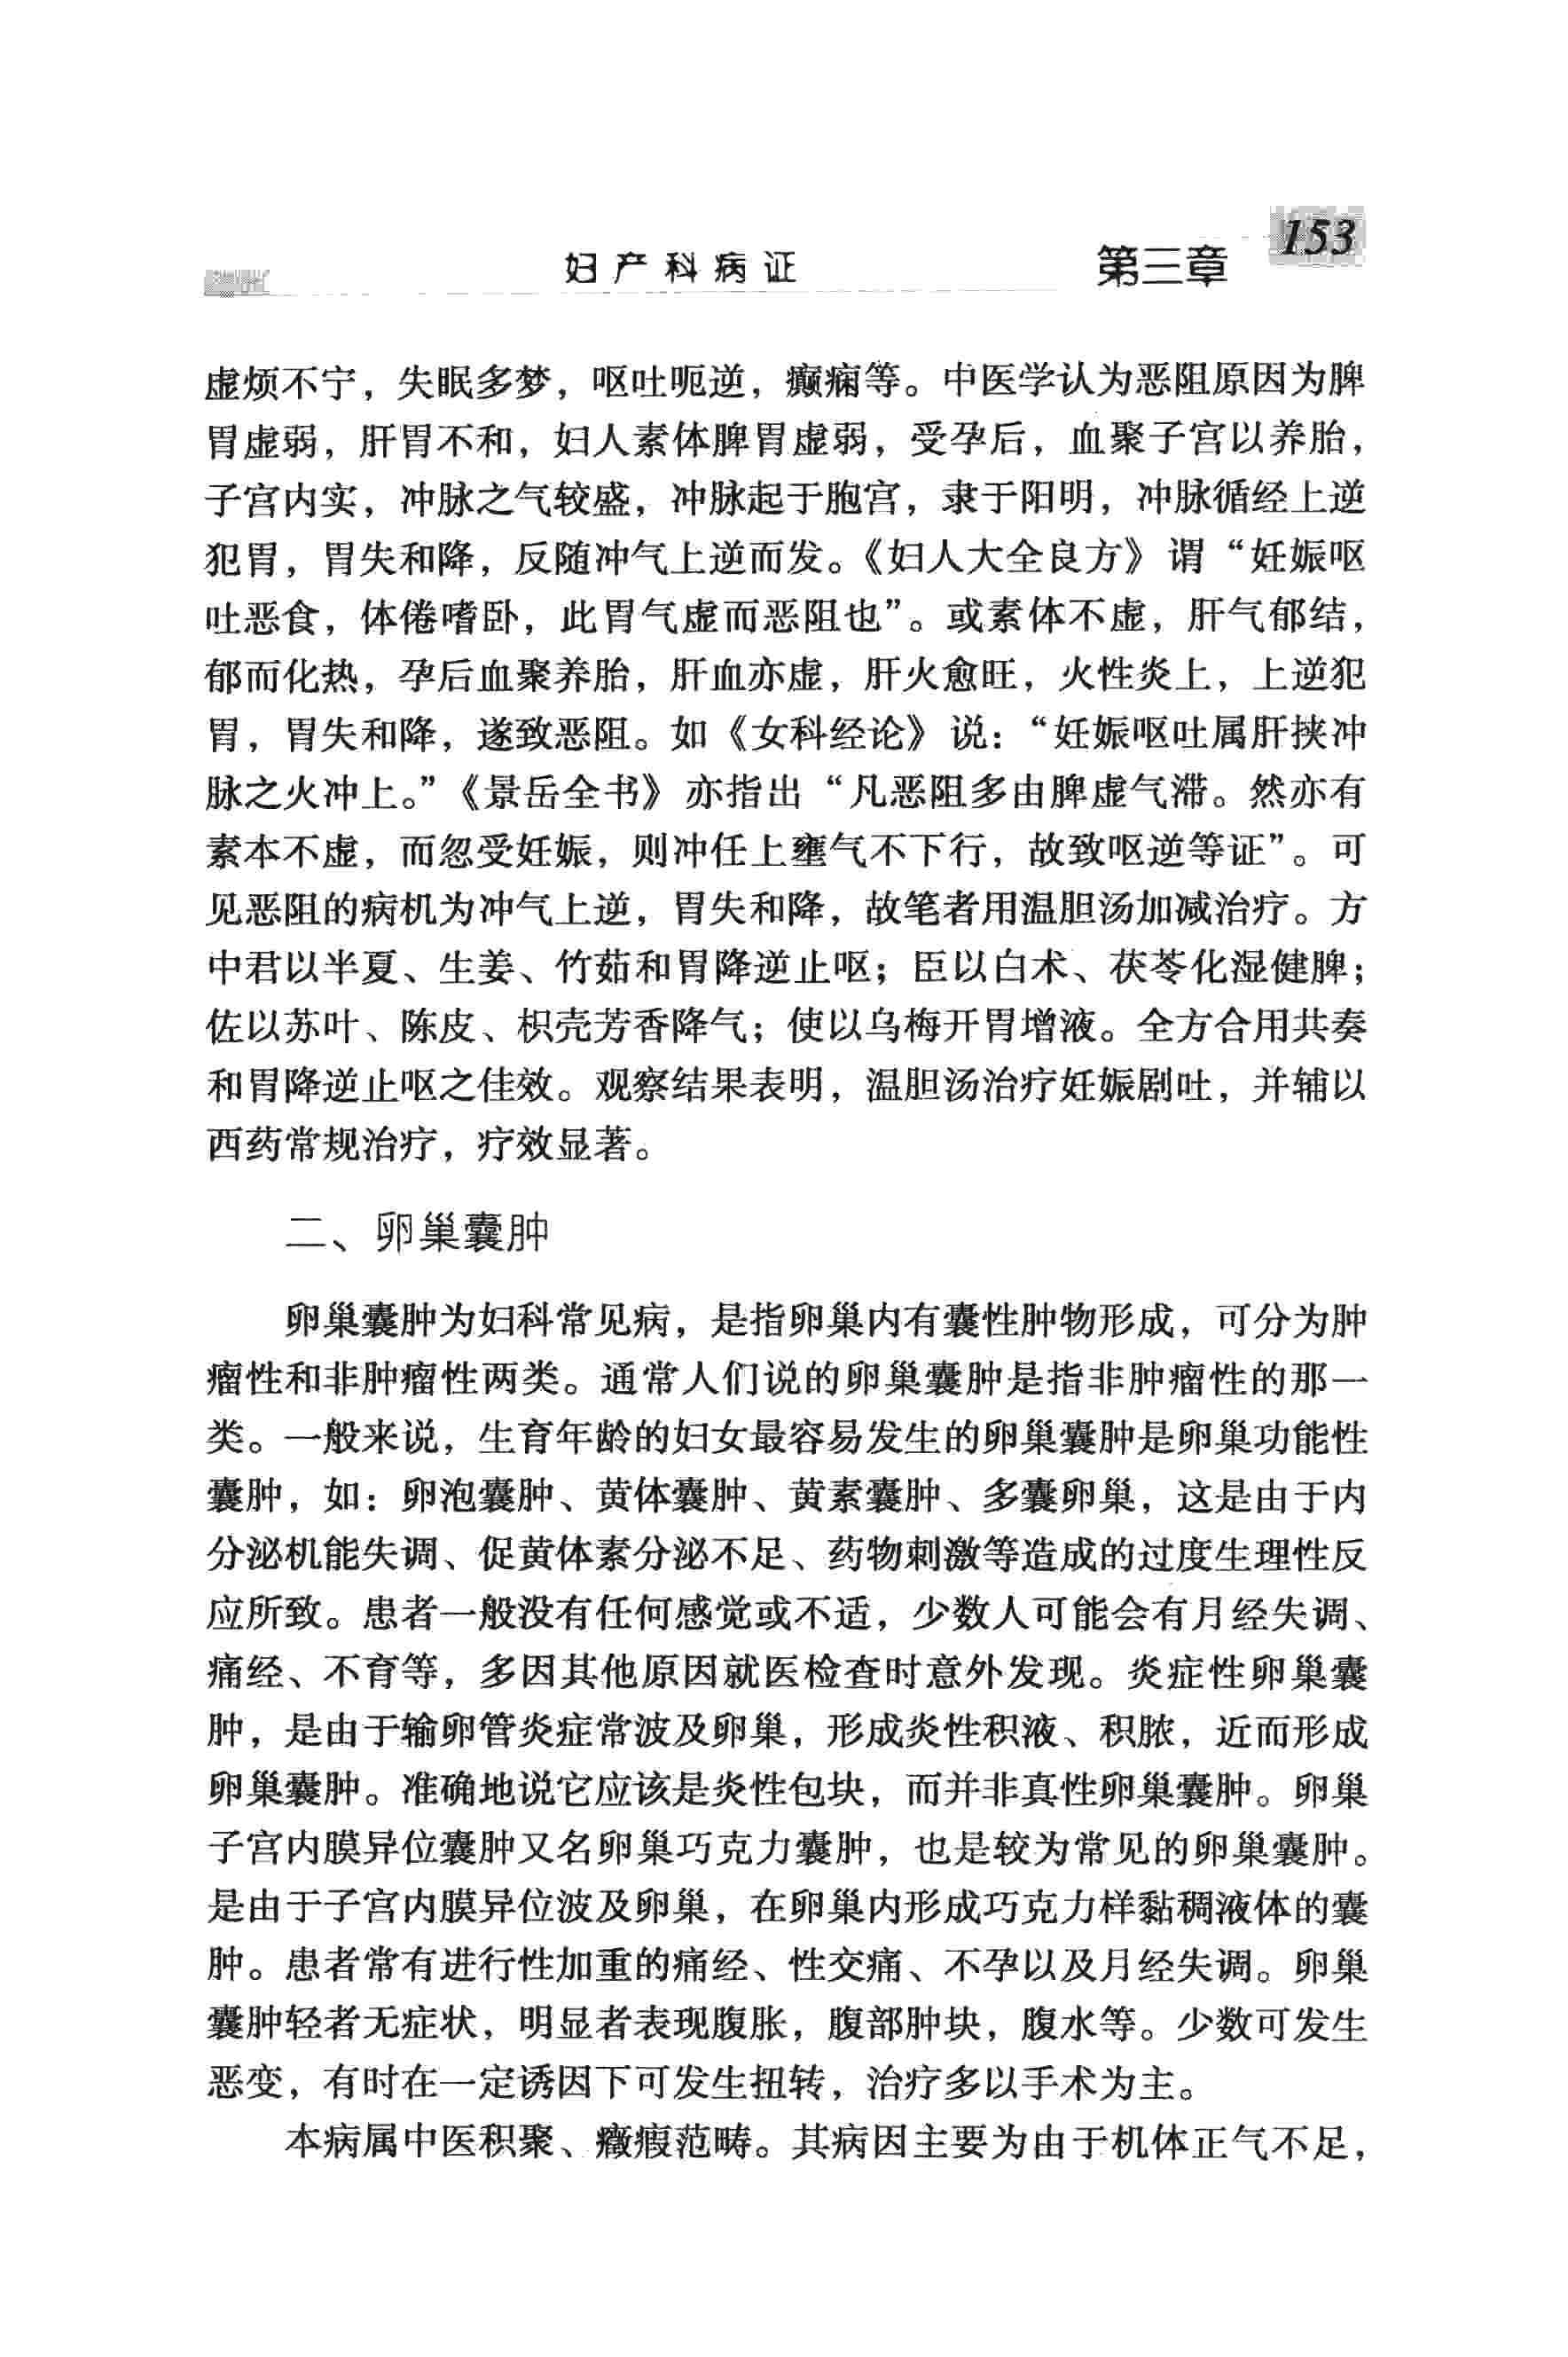 妇产科病证
第三章
153
虚烦不宁，失眠多梦，呕吐呃逆，癫痫等。中医学认为恶阻原因为脾
胃虚弱，肝胃不和，妇人素体脾胃虚弱，受孕后，血聚子宫以养胎，
子宫内实，冲脉之气较盛，冲脉起于胞宫，隶于阳明，冲脉循经上逆
犯胃，胃失和降，反随冲气上逆而发。《妇人大全良方》谓“妊娠呕
吐恶食，体倦嗜卧，此胃气虚而恶阻也”。或素体不虚，肝气郁结，
郁而化热，孕后血聚养胎，肝血亦虚，肝火愈旺，火性炎上，上逆犯
胃，胃失和降，遂致恶阻。如《女科经论》说：“妊娠呕吐属肝挟冲
脉之火冲上。”《景岳全书》亦指出“凡恶阻多由脾虚气滞。然亦有
素本不虚，而忽受妊娠，则冲任上壅气不下行，故致呕逆等证”。可
见恶阻的病机为冲气上逆，胃失和降，故笔者用温胆汤加减治疗。方
中君以半夏、生姜、竹茹和胃降逆止呕；臣以白术、茯苓化湿健脾；
佐以苏叶、陈皮、枳壳芳香降气；使以乌梅开胃增液。全方合用共奏
和胃降逆止呕之佳效。观察结果表明，温胆汤治疗妊娠剧吐，并辅以
西药常规治疗，疗效显著。
二、卵巢囊肿
卵巢囊肿为妇科常见病，是指卵巢内有囊性肿物形成，可分为肿
瘤性和非肿瘤性两类。通常人们说的卵巢囊肿是指非肿瘤性的那一
类。一般来说，生育年龄的妇女最容易发生的卵巢囊肿是卵巢功能性
囊肿，如：卵泡囊肿、黄体囊肿、黄素囊肿、多囊卵巢，这是由于内
分泌机能失调、促黄体素分泌不足、药物刺激等造成的过度生理性反
应所致。患者一般没有任何感觉或不适，少数人可能会有月经失调、
痛经、不育等，多因其他原因就医检查时意外发现。炎症性卵巢囊
肿，是由于输卵管炎症常波及卵巢，形成炎性积液、积脓，近而形成
卵巢囊肿。准确地说它应该是炎性包块，而并非真性卵巢囊肿。卵巢
子宫内膜异位囊肿又名卵巢巧克力囊肿，也是较为常见的卵巢囊肿。
是由于子宫内膜异位波及卵巢，在卵巢内形成巧克力样黏稠液体的囊
肿。患者常有进行性加重的痛经、性交痛、不孕以及月经失调。卵巢
囊肿轻者无症状，明显者表现腹胀，腹部肿块，腹水等。少数可发生
恶变，有时在一定诱因下可发生扭转，治疗多以手术为主。
本病属中医积聚、癥瘕范畴。其病因主要为由于机体正气不足，